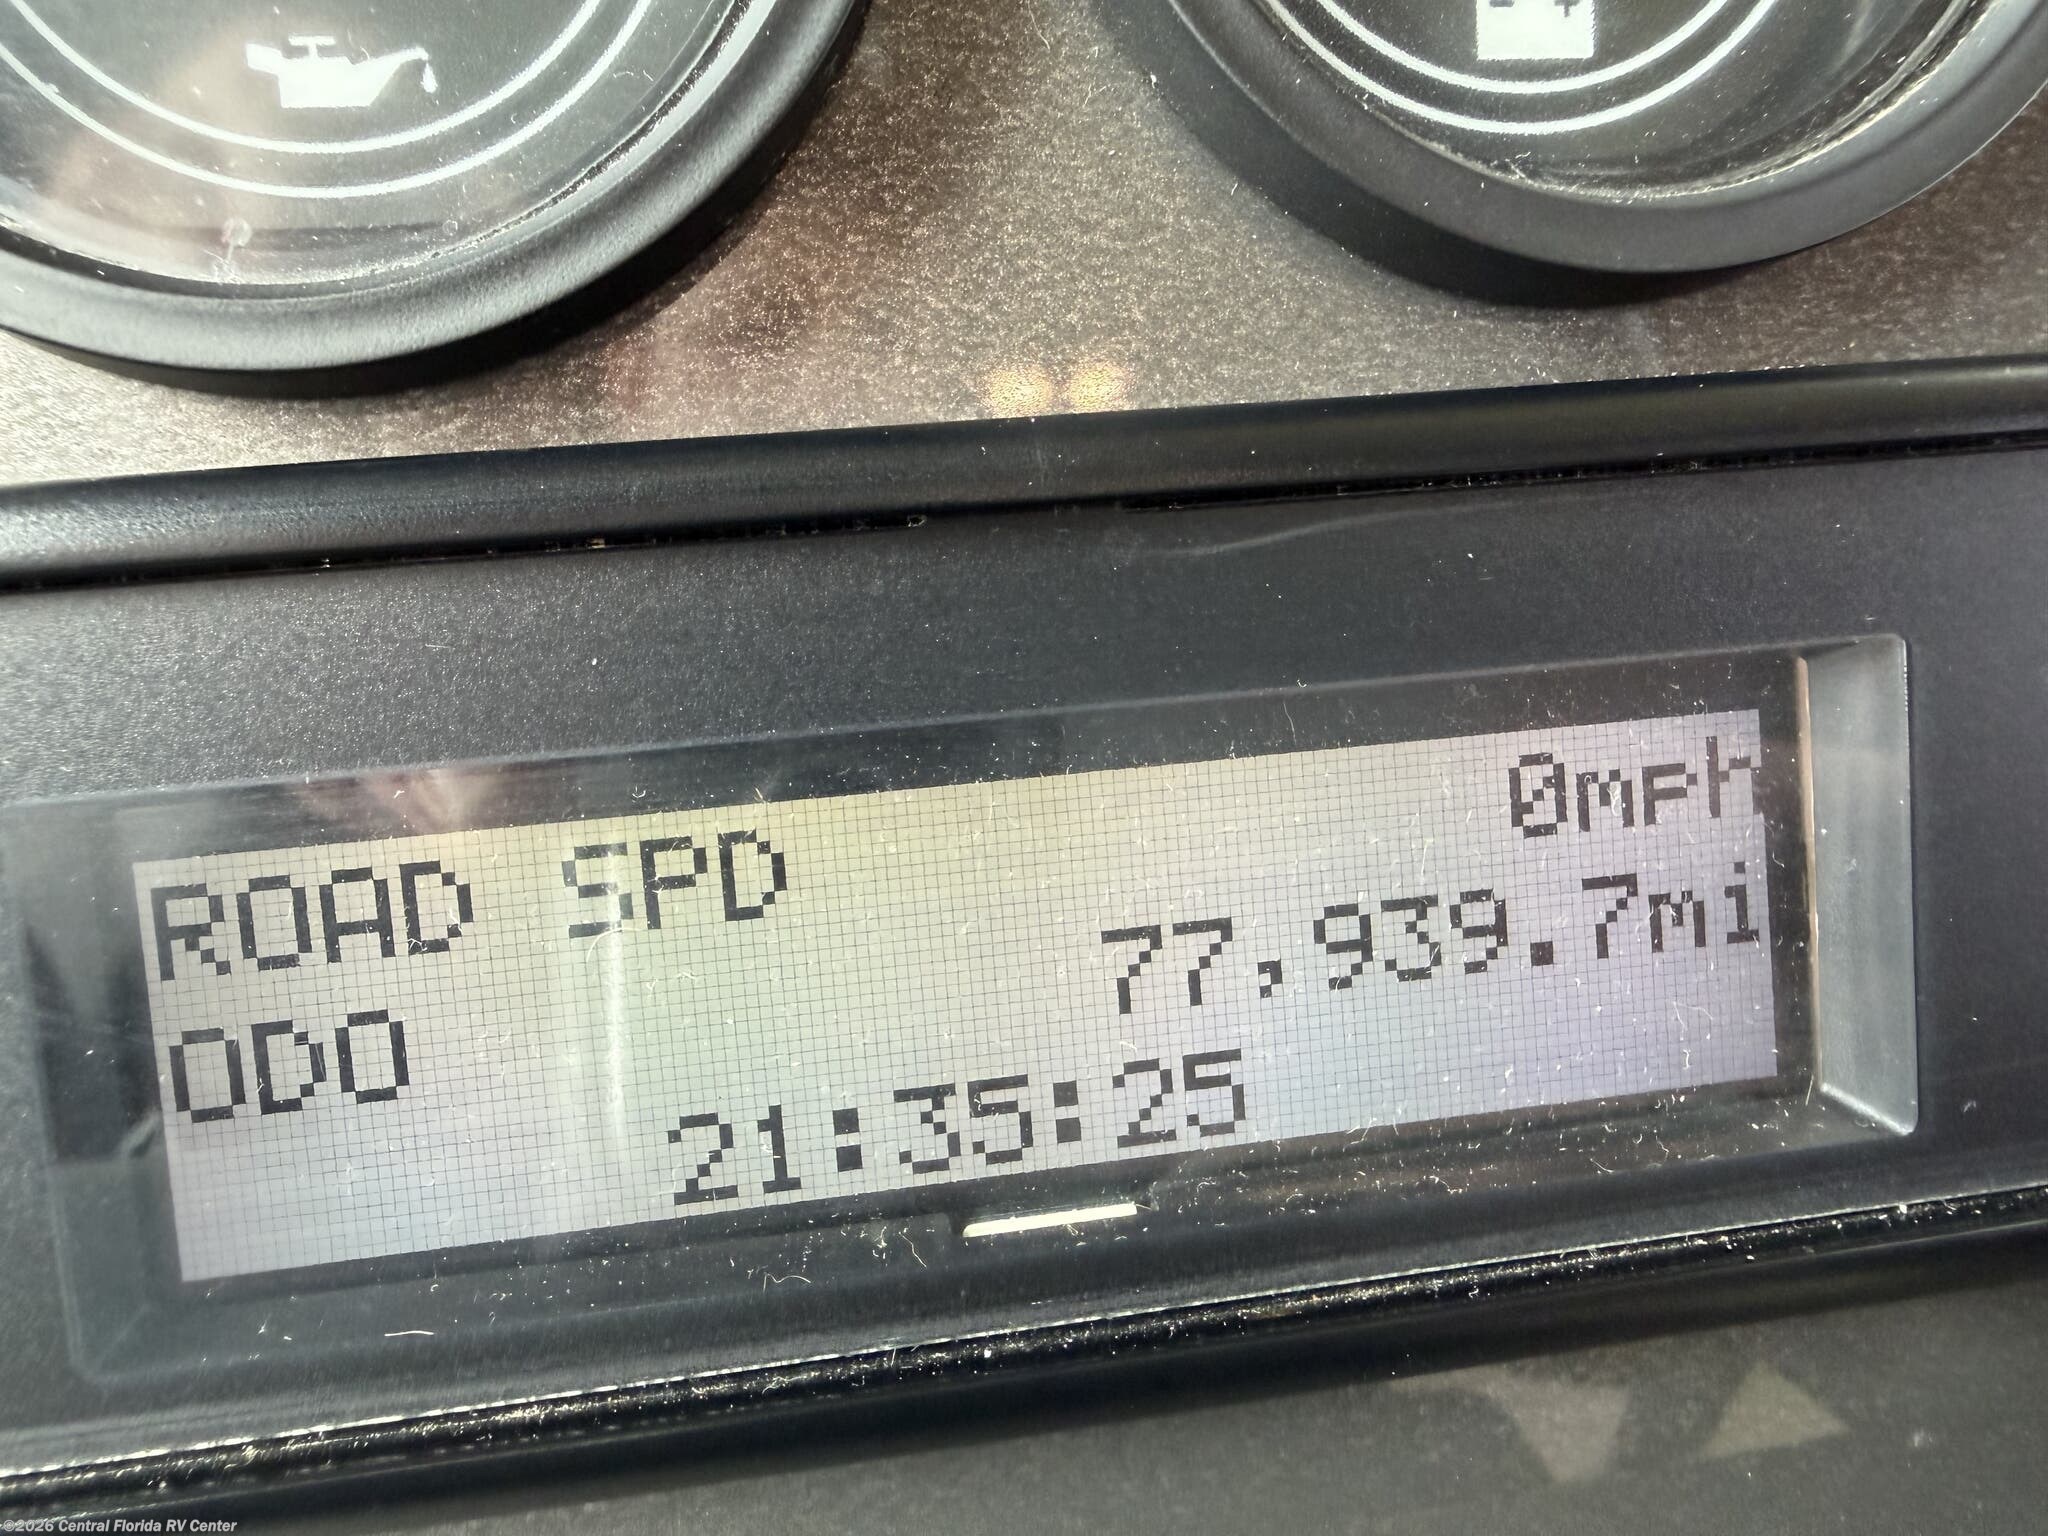 ROAD SPD 0mph
ODO 77,939.7mi
21:35:25
©2026 Central Florida RV Center